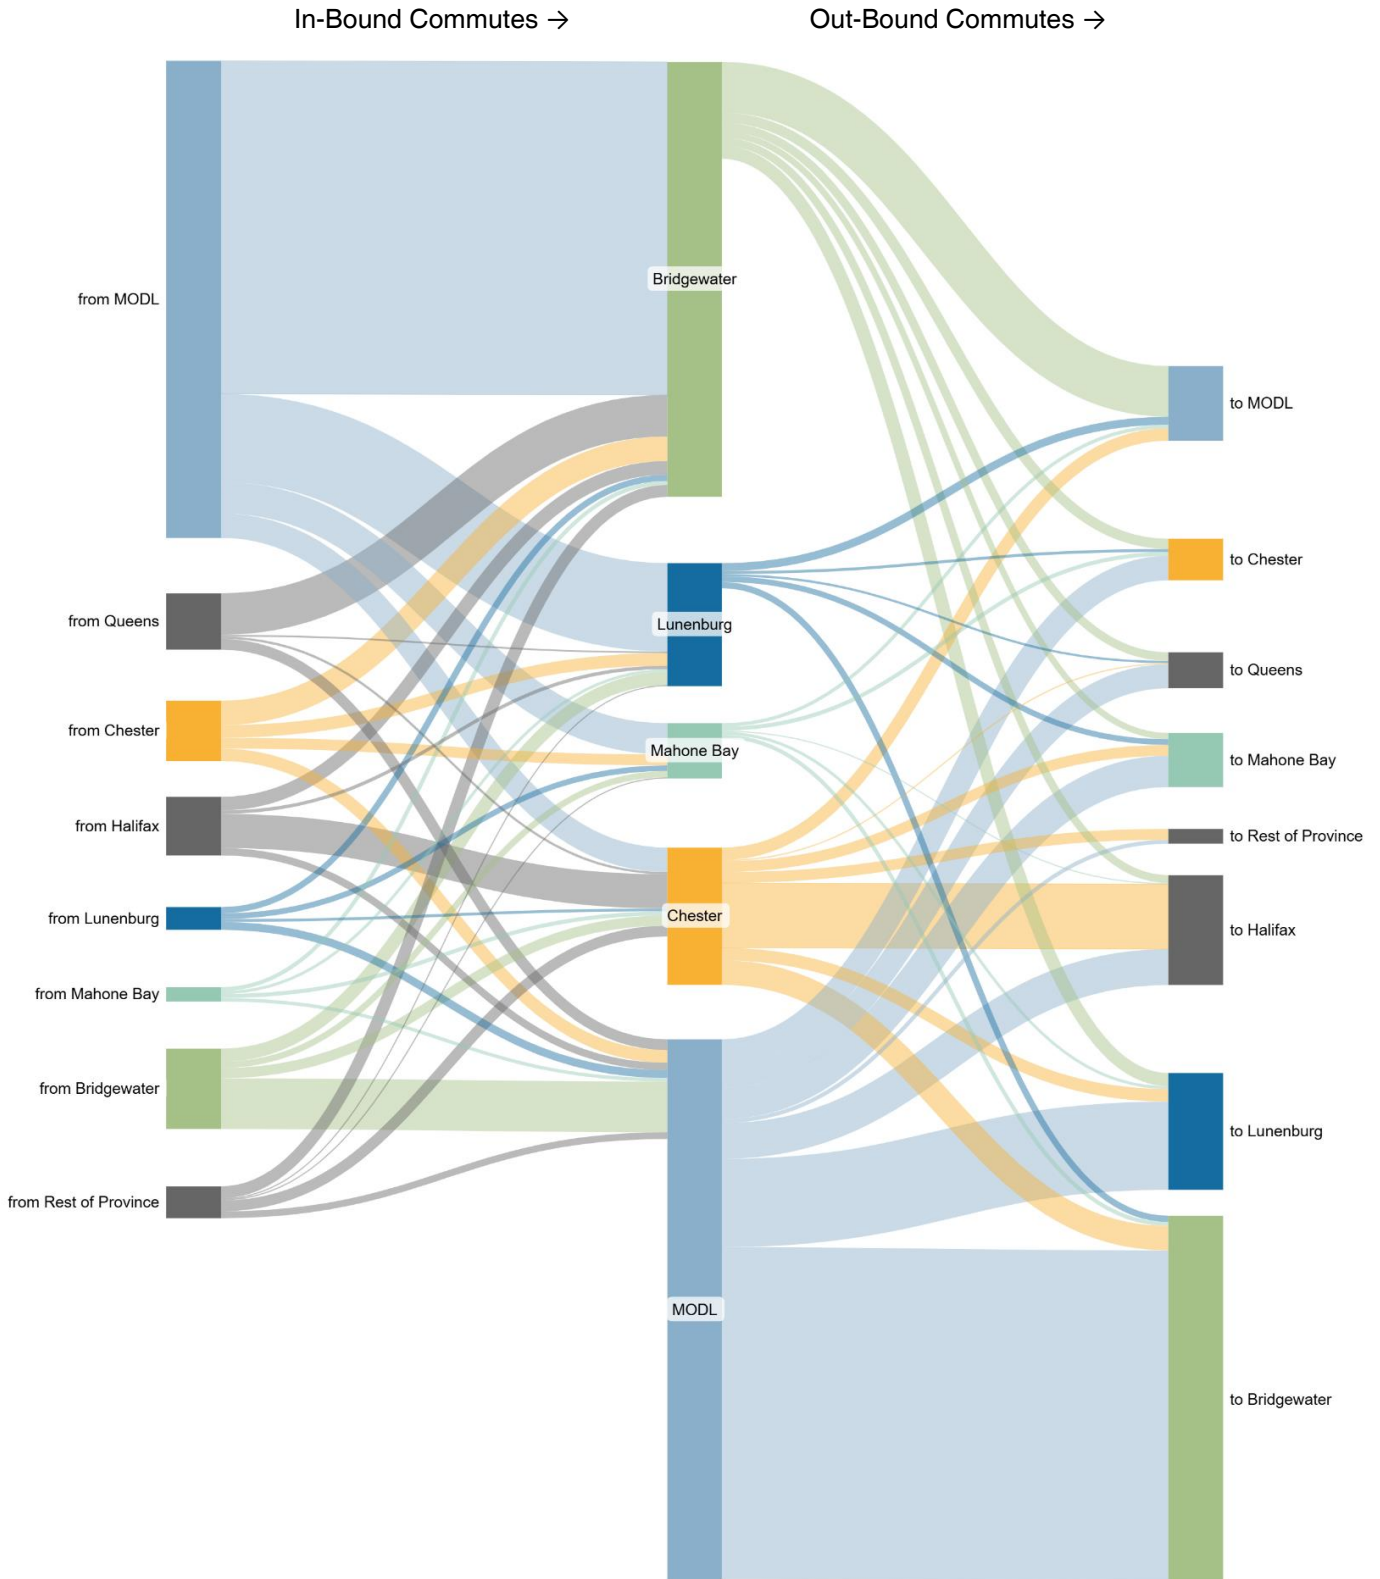 In-Bound Commutes →
Out-Bound Commutes →
from MODL
from Queens
from Chester
from Halifax
from Lunenburg
from Mahone Bay
from Bridgewater
from Rest of Province
Bridgewater
Lunenburg
Mahone Bay
Chester
MODL
to MODL
to Chester
to Queens
to Mahone Bay
to Rest of Province
to Halifax
to Lunenburg
to Bridgewater